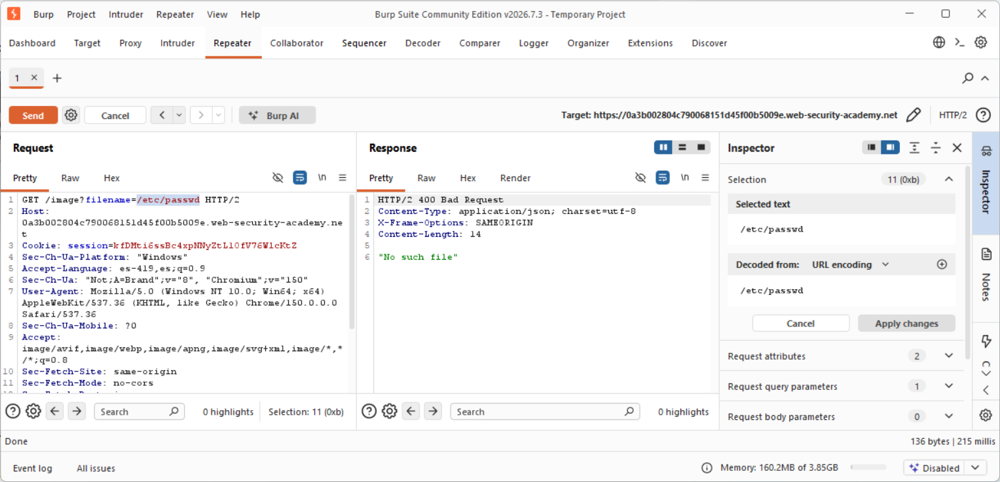 Burp Project Intruder Repeater View Help
Burp Suite Community Edition v2026.7.3 - Temporary Project
Dashboard Target Proxy Intruder Repeater Collaborator Sequencer Decoder Comparer Logger Organizer Extensions Discover
1
Send Cancel Burp AI
Target: https://0a3b002804c790068151d45f00b5009e.web-security-academy.net HTTP/2
Request
Pretty Raw Hex \n
1 GET /image?filename=/etc/passwd HTTP/2
2 Host:
0a3b002804c790068151d45f00b5009e.web-security-academy.ne
t
3 Cookie: session=kfDMti6ssBc4xpNNyZtLl0fV76WlcKtZ
4 Sec-Ch-Ua-Platform: "Windows"
5 Accept-Language: es-419,es;q=0.9
6 Sec-Ch-Ua: "Not;A=Brand";v="8", "Chromium";v="150"
7 User-Agent: Mozilla/5.0 (Windows NT 10.0; Win64; x64)
AppleWebKit/537.36 (KHTML, like Gecko) Chrome/150.0.0.0
Safari/537.36
8 Sec-Ch-Ua-Mobile: ?0
9 Accept:
image/avif,image/webp,image/apng,image/svg+xml,image/*,*
/*;q=0.8
10 Sec-Fetch-Site: same-origin
11 Sec-Fetch-Mode: no-cors
Search 0 highlights Selection: 11 (0xb)
Response
Pretty Raw Hex Render \n
1 HTTP/2 400 Bad Request
2 Content-Type: application/json; charset=utf-8
3 X-Frame-Options: SAMEORIGIN
4 Content-Length: 14
5
6 "No such file"
Search 0 highlights
Inspector
Selection 11 (0xb)
Selected text
/etc/passwd
Decoded from: URL encoding
/etc/passwd
Cancel Apply changes
Request attributes 2
Request query parameters 1
Request body parameters 0
Inspector
Notes
Done
136 bytes | 215 millis
Event log All issues
Memory: 160.2MB of 3.85GB
Disabled